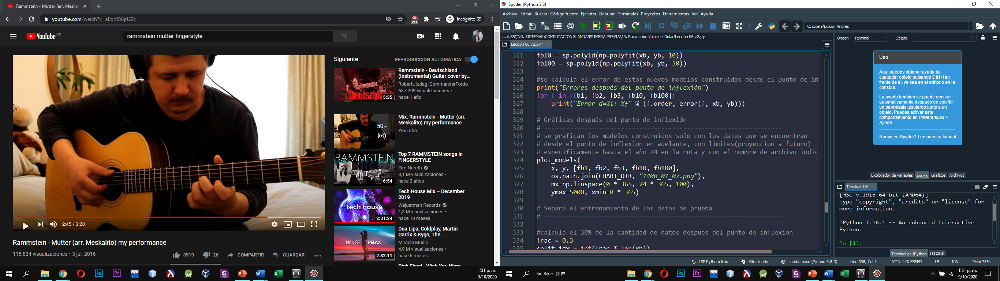 Rammstein - Mutter (arr. Meskali
youtube.com/watch?v=aEohJB6pUZc
211
Incógnito (2)
YouTube CO
rammstein mutter fingerstyle
2:45 / 3:20
Rammstein - Mutter (arr. Meskalito) my performance
115.834 visualizaciones • 3 jul. 2016
3919
26
COMPARTIR
GUARDAR
Siguiente
REPRODUCCIÓN AUTOMÁTICA
Deutschl
5:35
Rammstein - Deutschland
(Instrumental) Guitar cover by...
RobertUludag_CommanderFordo
637.209 visualizaciones •
hace 1 año
50+
Mix: Rammstein - Mutter (arr.
Meskalito) my performance
YouTube
RAMMSTEIN
6:54
Top 7 RAMMSTEIN songs in
FINGERSTYLE
Eiro Nareth
3,1 M visualizaciones •
hace 2 años
tech house
2:01:24
Tech House Mix – December
2019
Wejustman Records
1,3 M visualizaciones •
hace 10 meses
HOUSE RELAX
2:32:11
Dua Lipa, Coldplay, Martin
Garrix & Kygo, The...
Miracle Music
4,9 M visualizaciones •
hace 5 meses
Pink Floyd - Wish You Were
Ps
Pr
DEV
1:31 p. m.
9/10/2020
Spyder (Python 3.8)
Archivo Editar Buscar Código fuente Ejecutar Depurar Terminales Proyectos Herramientas Ver Ayuda
C:\Users\Edison Andres
...\USB\ING. SISTEMAS\COMPUTACION BLANDA\PRIMERA PREVIA\10. Proyeccion Valor del Dolar\Lección 06 v2.py
Lección 06 v2.py*
311 fb10 = sp.poly1d(np.polyfit(xb, yb, 10))
312 fb100 = sp.poly1d(np.polyfit(xb, yb, 50))
313
314 #se calcula el error de estos nuevos modelos construidos desde el punto de in
315 print("Errores después del punto de inflexión")
316 for f in [fb1, fb2, fb3, fb10, fb100]:
317 print("Error d=%i: %f" % (f.order, error(f, xb, yb)))
318
319 # Gráficas después del punto de inflexión
320 # -----------------------------------------------------------------
321 # se grafican los modelos construidos solo con los datos que se encuentran
322 # desde el punto de inflexion en adelante, con limites(proyeccion a futuro)
323 # especificamente hasta el año 24 en la ruta y con el nombre de archivo indic
324 plot_models(
325 x, y, [fb1, fb2, fb3, fb10, fb100],
326 os.path.join(CHART_DIR, "1400_01_07.png"),
327 mx=np.linspace(0 * 365, 24 * 365, 100),
328 ymax=5000, xmin=0 * 365)
329
330 # Separa el entrenamiento de los datos de prueba
331 # -----------------------------------------------------------------
332
333 #calcula el 30% de la cantidad de datos despues del punto de inflexion
334 frac = 0.3
335 split_idx = int(frac * len(xb))
Origen Terminal Objeto
Uso
Aquí puedes obtener ayuda de
cualquier objeto pulsando Ctrl+I en
frente de él, ya sea en el editor o en la
consola.
La ayuda también se puede mostrar
automáticamente después de escribir
un paréntesis izquierdo junto a un
objeto. Puedes activar este
comportamiento en Preferencias >
Ayuda.
Nuevo en Spyder? Lee nuestro tutorial
Explorador de variables Ayuda Gráficos Archivos
Terminal 1/A
[MSC v.1916 64 bit (AMD64)]
Type "copyright", "credits" or "license" for
more information.
IPython 7.16.1 -- An enhanced Interactive
Python.
In [1]:
Terminal de IPython Historial
LSP Python: listo Kite: ready conda: base (Python 3.8.3) Line 398, Col 1 LATIN-1-GUESSED LF RW Mem 75%
Sir. Biker
Ps
Pr
DEV
1:31 p. m.
9/10/2020